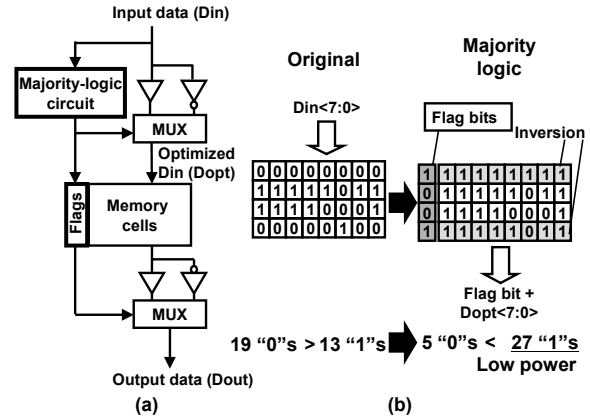 Input data (Din)
Majority-logic
circuit
MUX
Optimized
Din (Dopt)
Flags
Memory
cells
MUX
Output data (Dout)
(a)
Original
Majority
logic
Din<7:0>
Flag bits
Inversion
0 0 0 0 0 0 0 0
1 1 1 1 1 0 1 1
1 1 1 1 0 0 0 1
0 0 0 0 0 1 0 0
1 1 1 1 1 1 1 1 1
0 1 1 1 1 1 0 1 1
0 1 1 1 1 0 0 0 1
1 1 1 1 1 1 0 1 1
Flag bit +
Dopt<7:0>
19 “0”s > 13 “1”s
5 “0”s < 27 “1”s
Low power
(b)